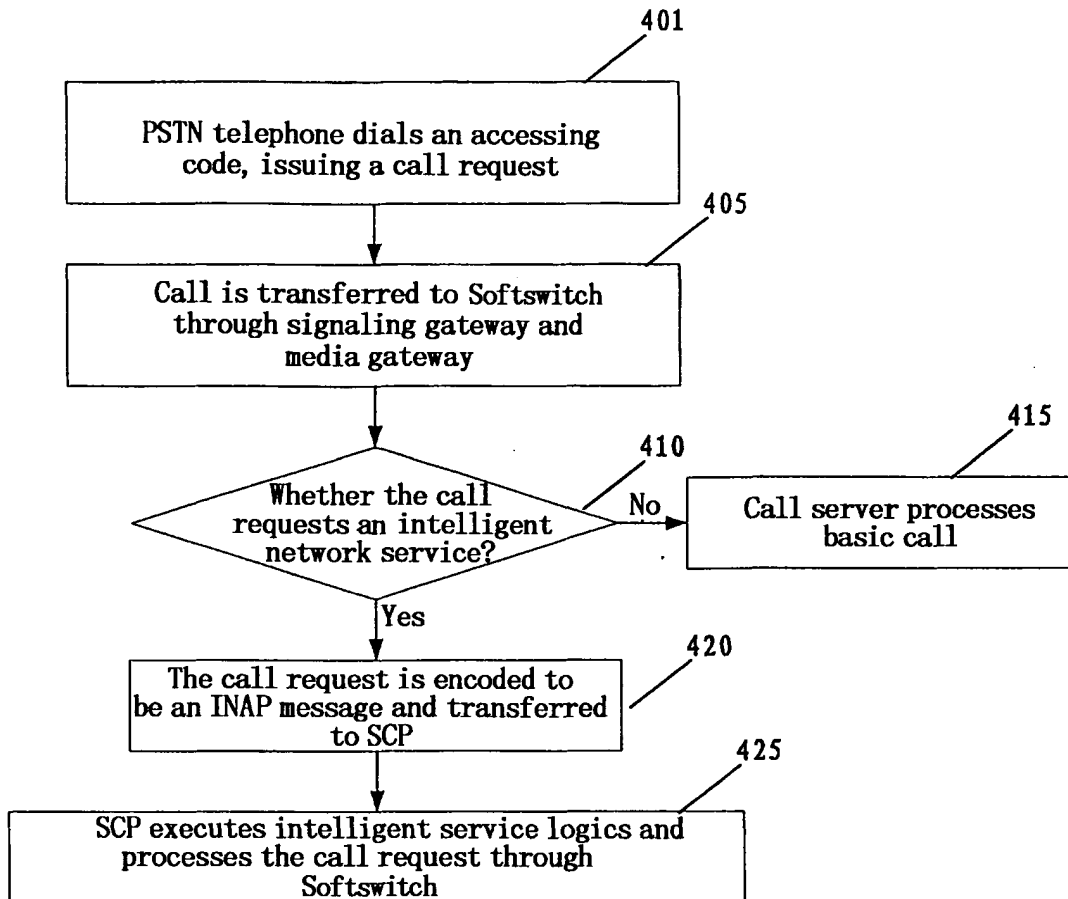 401
PSTN telephone dials an accessing
code, issuing a call request
405
Call is transferred to Softswitch
through signaling gateway and
media gateway
410
Whether the call
requests an intelligent
network service?
No
415
Call server processes
basic call
Yes
420
The call request is encoded to
be an INAP message and transferred
to SCP
425
SCP executes intelligent service logics and
processes the call request through
Softswitch